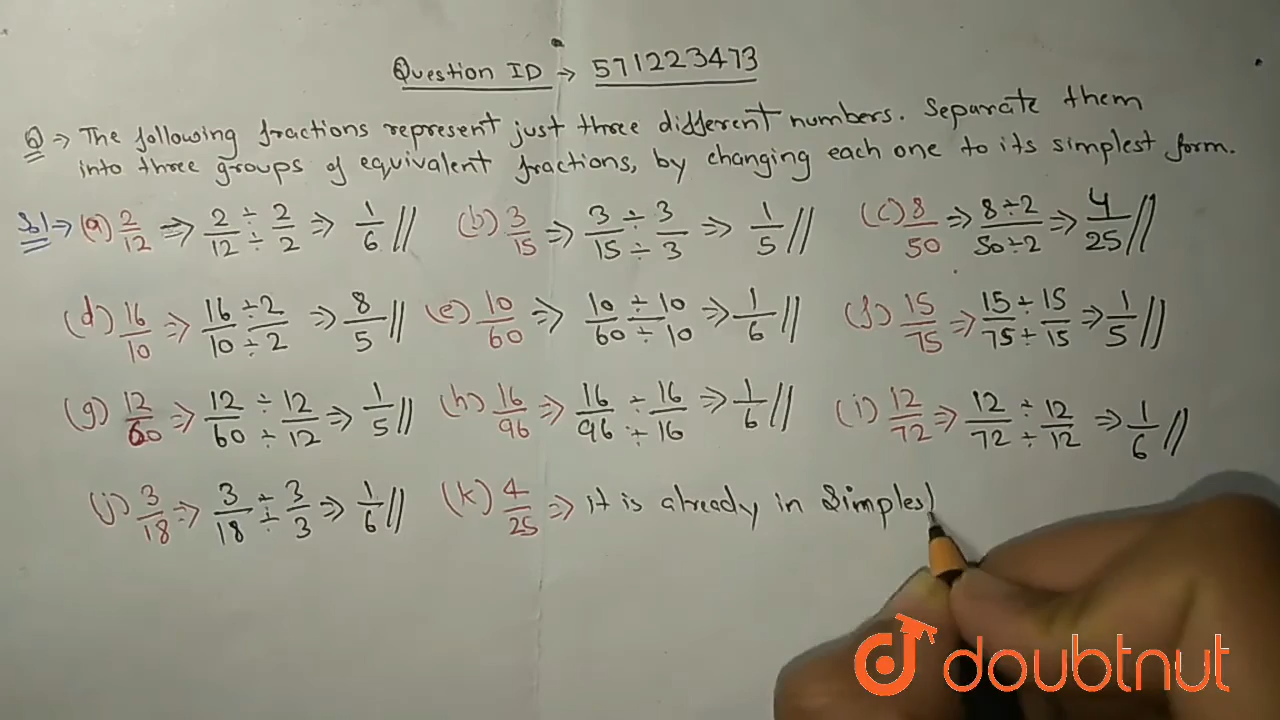 Question ID → 571223473
Q → The following fractions represent just three different numbers. Separate them
into three groups of equivalent fractions, by changing each one to its simplest form.
Sol → (a) 2/12 ⇒ 2÷2/12÷2 ⇒ 1/6 // (b) 3/15 ⇒ 3÷3/15÷3 ⇒ 1/5 // (c) 8/50 ⇒ 8÷2/50÷2 ⇒ 4/25 //
(d) 16/10 ⇒ 16÷2/10÷2 ⇒ 8/5 // (e) 10/60 ⇒ 10÷10/60÷10 ⇒ 1/6 // (f) 15/75 ⇒ 15÷15/75÷15 ⇒ 1/5 //
(g) 12/60 ⇒ 12÷12/60÷12 ⇒ 1/5 // (h) 16/96 ⇒ 16÷16/96÷16 ⇒ 1/6 // (i) 12/72 ⇒ 12÷12/72÷12 ⇒ 1/6 //
(j) 3/18 ⇒ 3÷3/18÷3 ⇒ 1/6 // (k) 4/25 ⇒ it is already in Simples
doubtnut